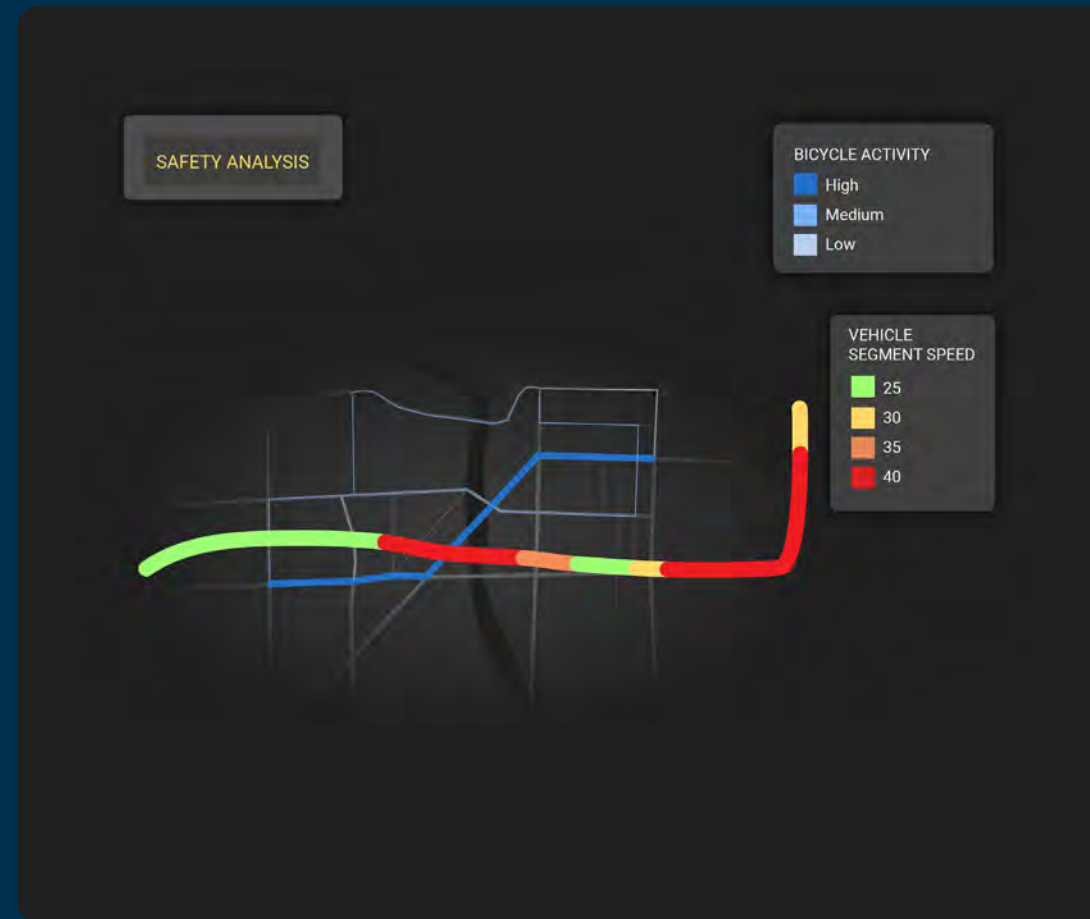 SAFETY ANALYSIS
BICYCLE ACTIVITY
High
Medium
Low
VEHICLE
SEGMENT SPEED
25
30
35
40